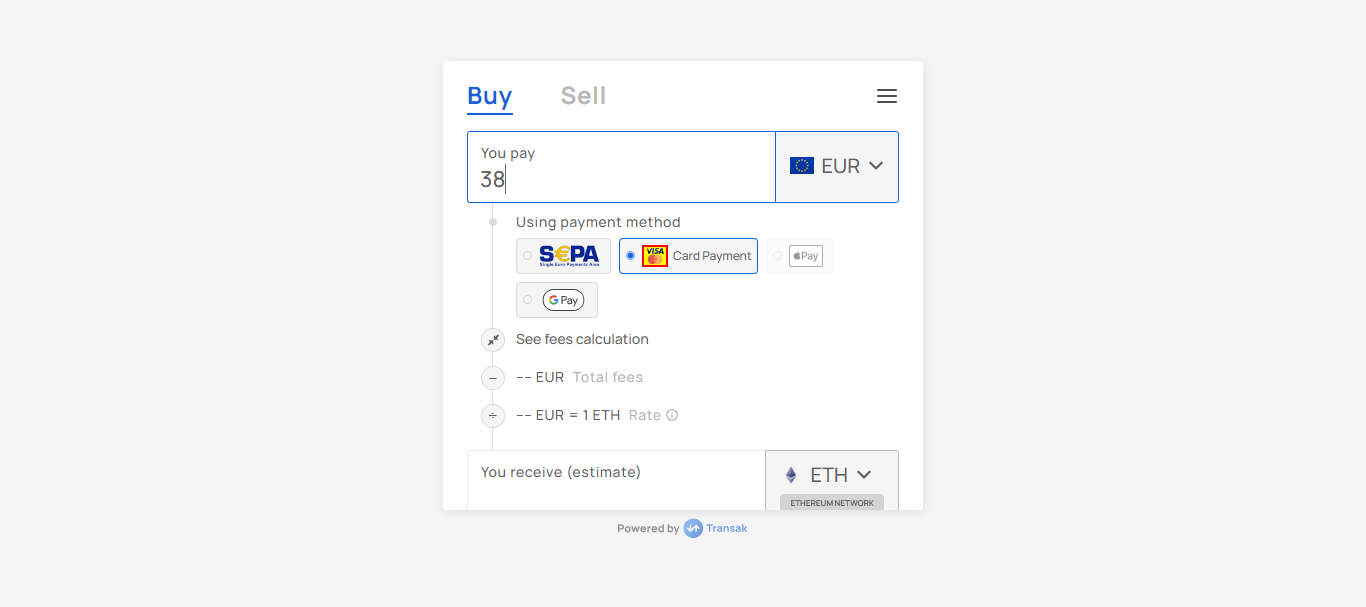 Buy Sell
You pay
38
EUR
Using payment method
S€PA
Single Euro Payments Area
VISA
Card Payment
Pay
G Pay
See fees calculation
–
-- EUR Total fees
÷
-- EUR = 1 ETH Rate
You receive (estimate)
ETH
ETHEREUM NETWORK
Powered by Transak